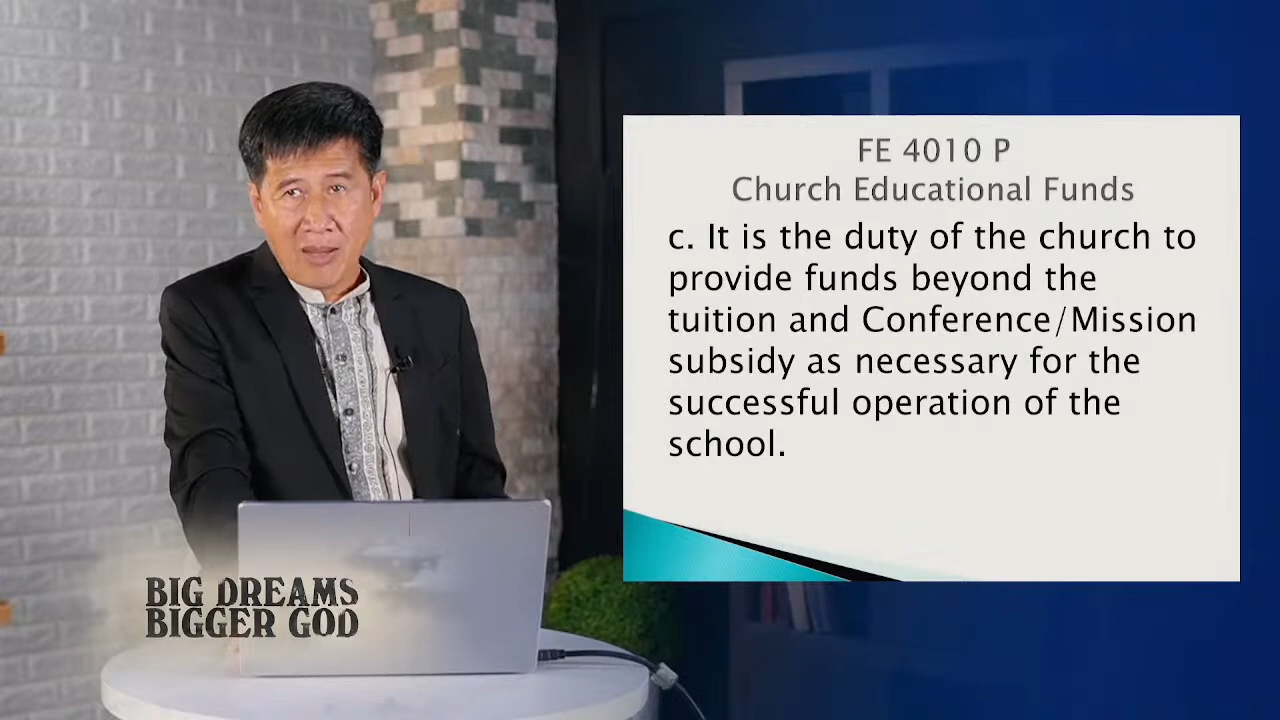 FE 4010 P
Church Educational Funds
c. It is the duty of the church to
provide funds beyond the
tuition and Conference/Mission
subsidy as necessary for the
successful operation of the
school.
BIG DREAMS
BIGGER GOD